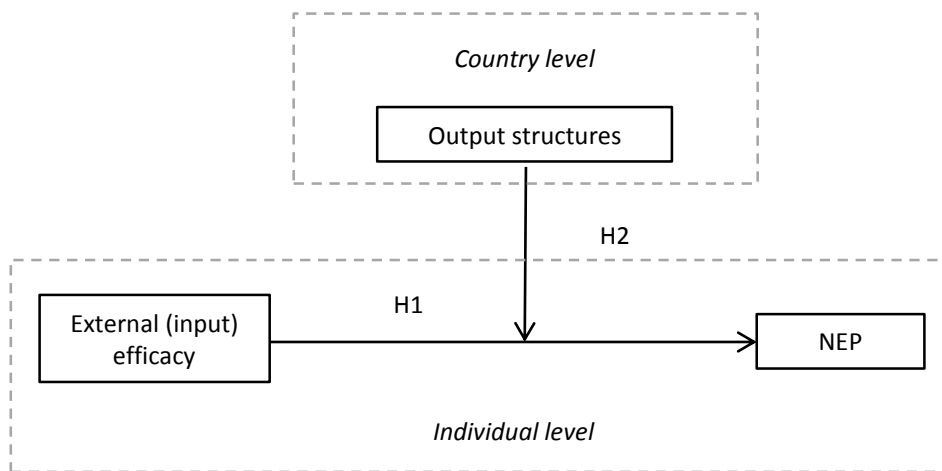 Country level
Output structures
H2
H1
External (input)
efficacy
NEP
Individual level